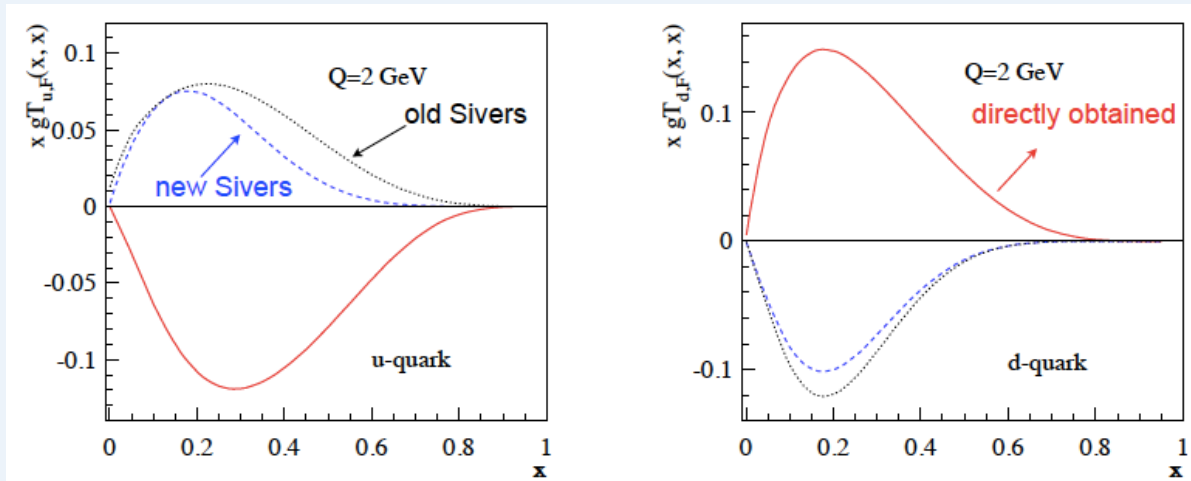 x gT_{u,F}(x, x)
0.1
0.05
0
-0.05
-0.1
Q=2 GeV
old Sivers
new Sivers
u-quark
0 0.2 0.4 0.6 0.8 1
x
x gT_{d,F}(x, x)
0.1
0
-0.1
Q=2 GeV
directly obtained
d-quark
0 0.2 0.4 0.6 0.8 1
x